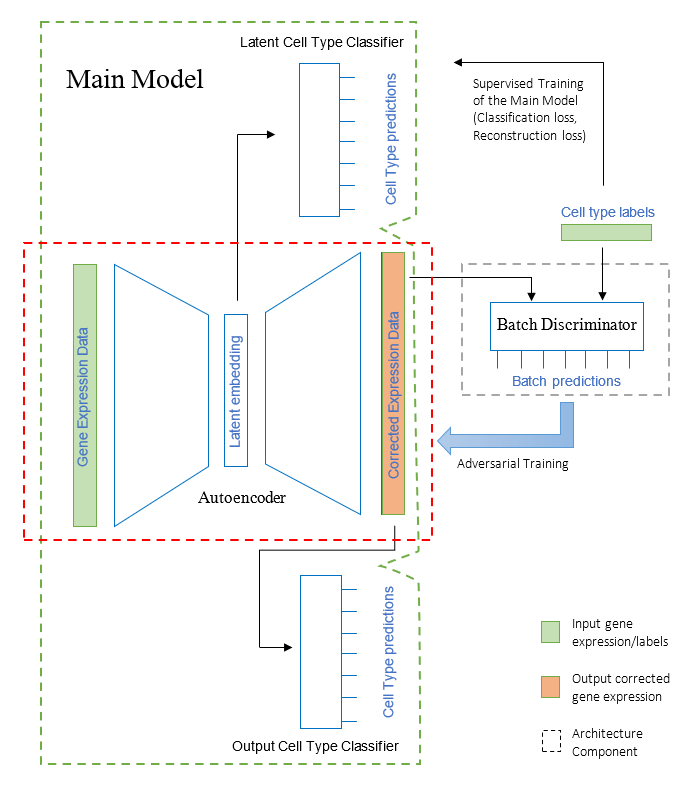 Latent Cell Type Classifier
Main Model
Cell Type predictions
Supervised Training
of the Main Model
(Classification loss,
Reconstruction loss)
Cell type labels
Gene Expression Data
Latent embedding
Corrected Expression Data
Autoencoder
Batch Discriminator
Batch predictions
Adversarial Training
Cell Type predictions
Output Cell Type Classifier
Input gene
expression/labels
Output corrected
gene expression
Architecture
Component